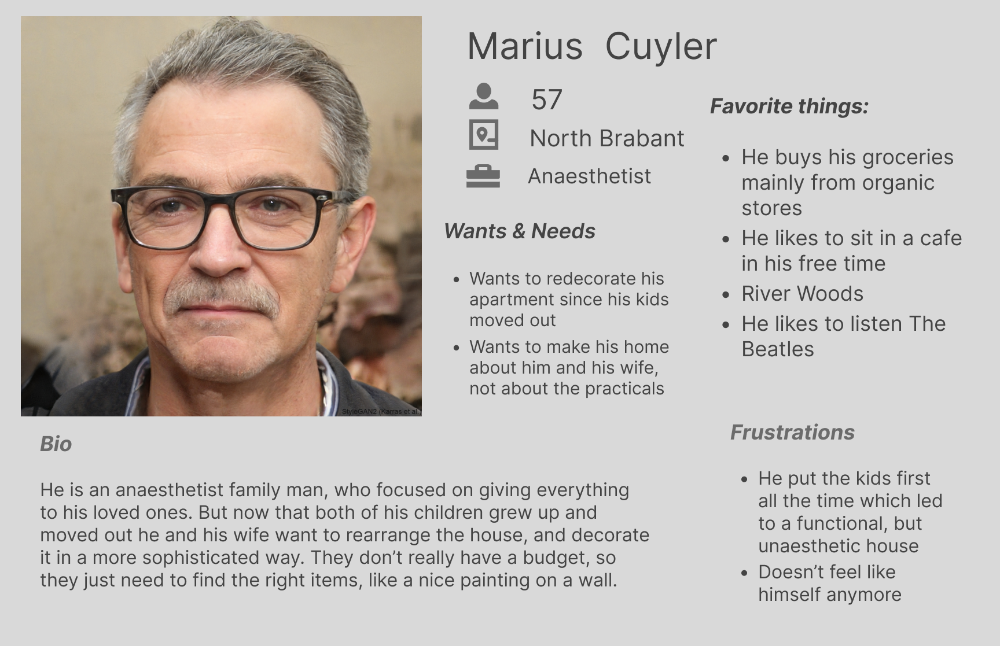 Marius Cuyler
57
North Brabant
Anaesthetist
Wants & Needs
• Wants to redecorate his
apartment since his kids
moved out
• Wants to make his home
about him and his wife,
not about the practicals
Favorite things:
• He buys his groceries
mainly from organic
stores
• He likes to sit in a cafe
in his free time
• River Woods
• He likes to listen The
Beatles
StyleGAN2 (Karras et al.)
Bio
He is an anaesthetist family man, who focused on giving everything
to his loved ones. But now that both of his children grew up and
moved out he and his wife want to rearrange the house, and decorate
it in a more sophisticated way. They don’t really have a budget, so
they just need to find the right items, like a nice painting on a wall.
Frustrations
• He put the kids first
all the time which led
to a functional, but
unaesthetic house
• Doesn’t feel like
himself anymore